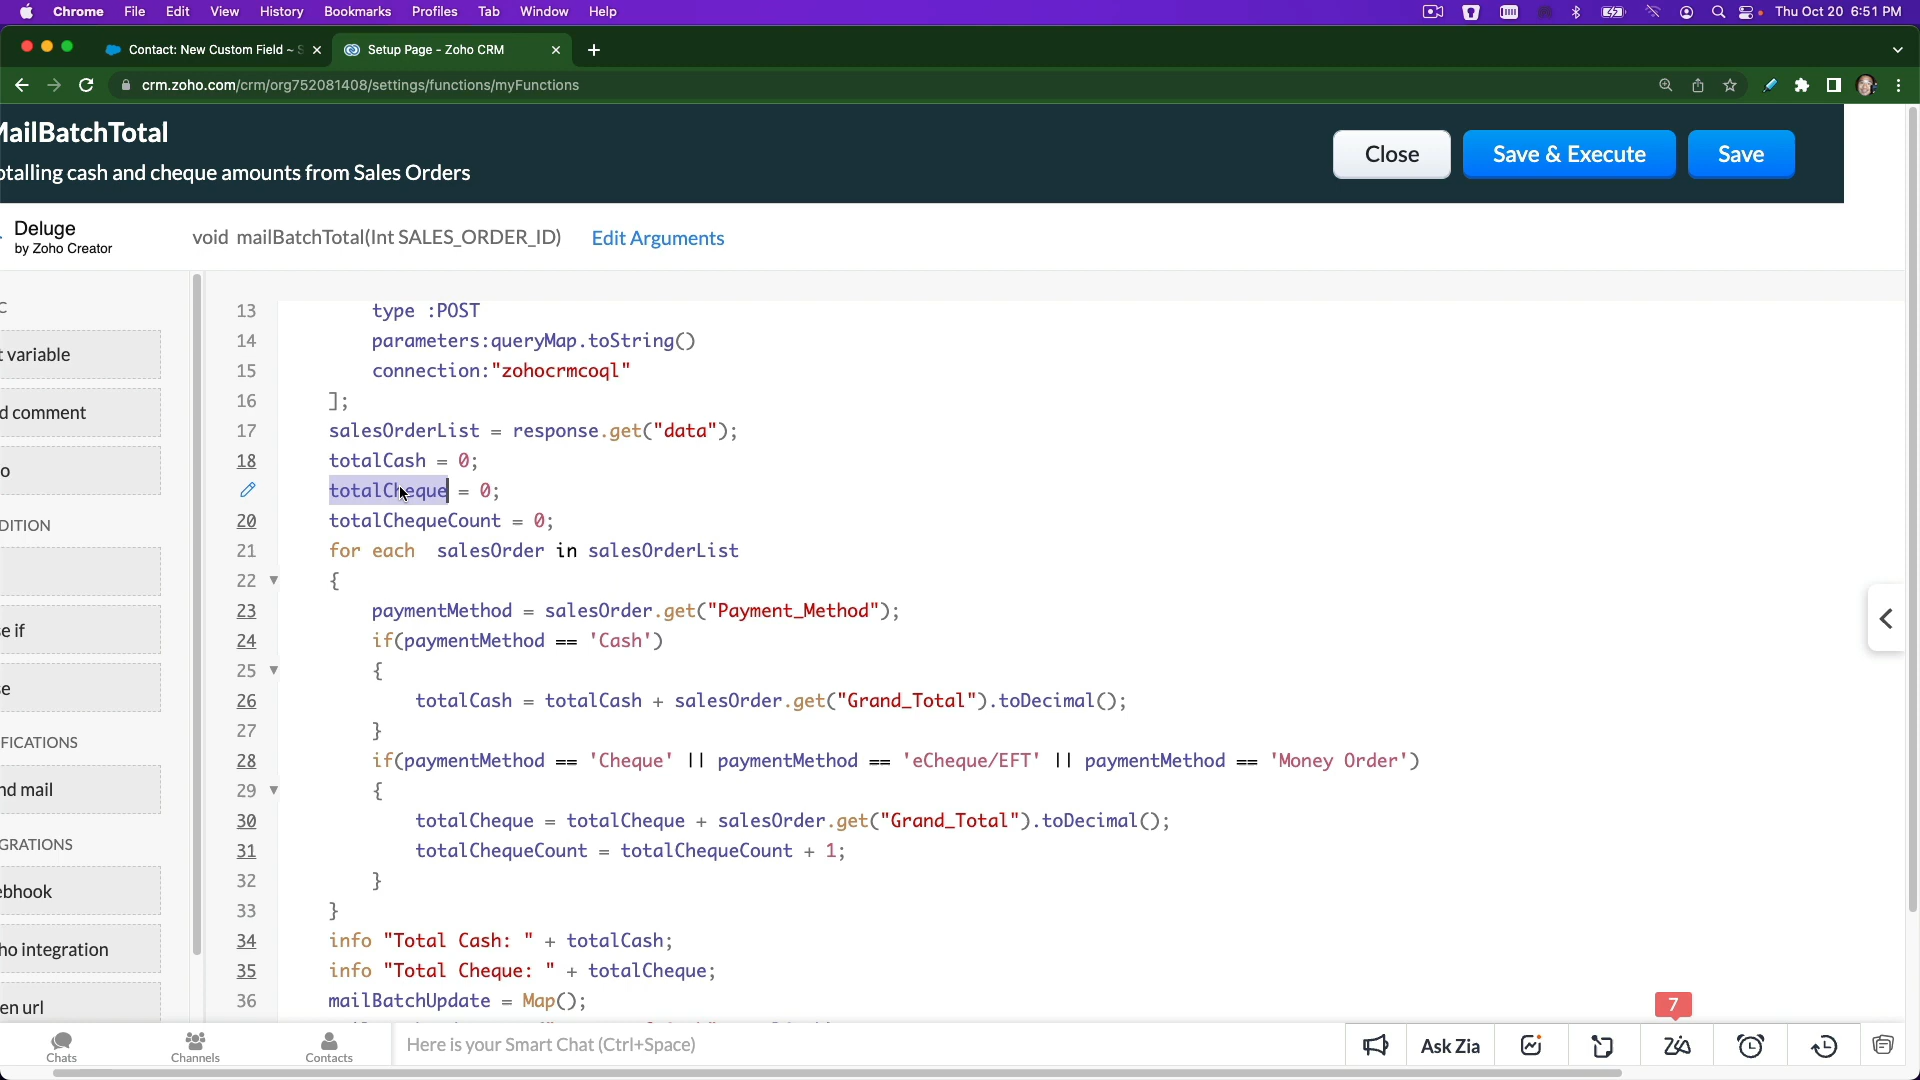 Chrome File Edit View History Bookmarks Profiles Tab Window Help Thu Oct 20 6:51 PM
Contact: New Custom Field ~ S Setup Page - Zoho CRM
crm.zoho.com/crm/org752081408/settings/functions/myFunctions
MailBatchTotal
otalling cash and cheque amounts from Sales Orders
Close Save & Execute Save
Deluge
by Zoho Creator
void mailBatchTotal(Int SALES_ORDER_ID) Edit Arguments
C
t variable
d comment
o
DITION
e if
e
FICATIONS
nd mail
GRATIONS
ebhook
ho integration
en url
13 type :POST
14 parameters:queryMap.toString()
15 connection:"zohocrmcoql"
16 ];
17 salesOrderList = response.get("data");
18 totalCash = 0;
totalCheque = 0;
20 totalChequeCount = 0;
21 for each  salesOrder in salesOrderList
22 {
23 paymentMethod = salesOrder.get("Payment_Method");
24 if(paymentMethod == 'Cash')
25 {
26 totalCash = totalCash + salesOrder.get("Grand_Total").toDecimal();
27 }
28 if(paymentMethod == 'Cheque' || paymentMethod == 'eCheque/EFT' || paymentMethod == 'Money Order')
29 {
30 totalCheque = totalCheque + salesOrder.get("Grand_Total").toDecimal();
31 totalChequeCount = totalChequeCount + 1;
32 }
33 }
34 info "Total Cash: " + totalCash;
35 info "Total Cheque: " + totalCheque;
36 mailBatchUpdate = Map();
7
Chats Channels Contacts Here is your Smart Chat (Ctrl+Space) Ask Zia